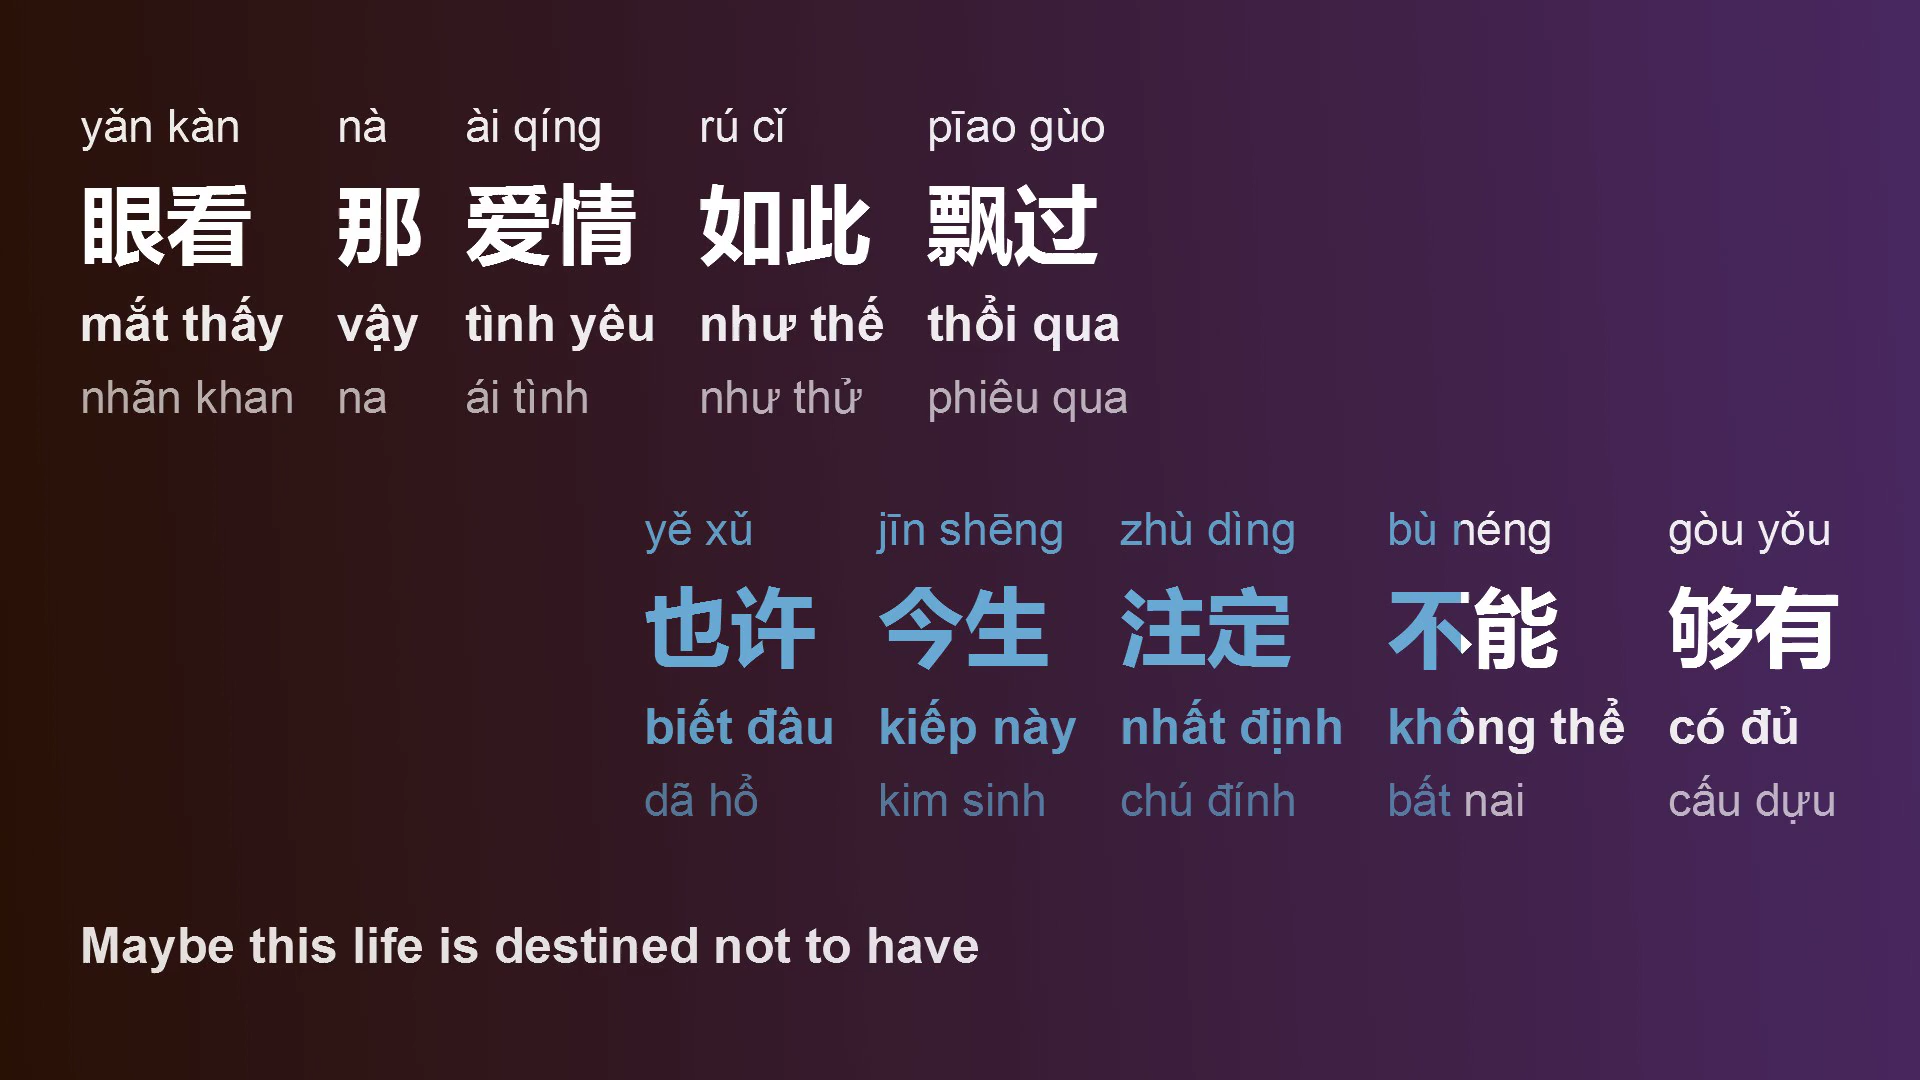 yǎn kàn nà ài qíng rú cǐ pīao gùo
眼看 那 爱情 如此 飘过
mắt thấy vậy tình yêu như thế thổi qua
nhãn khan na ái tình như thử phiêu qua
yě xǔ jīn shēng zhù dìng bù néng gòu yǒu
也许 今生 注定 不能 够有
biết đâu kiếp này nhất định không thể có đủ
dã hổ kim sinh chú đính bất nai cấu dựu
Maybe this life is destined not to have